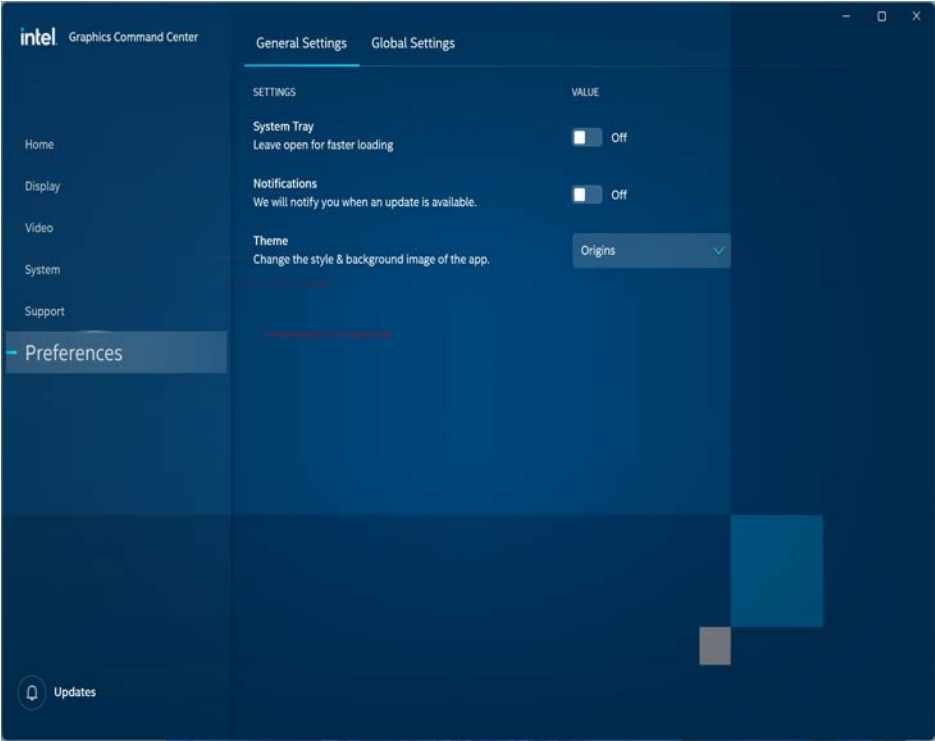 intel. Graphics Command Center
General Settings
Global Settings
SETTINGS
VALUE
System Tray
Leave open for faster loading
Off
Notifications
We will notify you when an update is available.
Off
Theme
Change the style & background image of the app.
Origins
Home
Display
Video
System
Support
Preferences
Updates